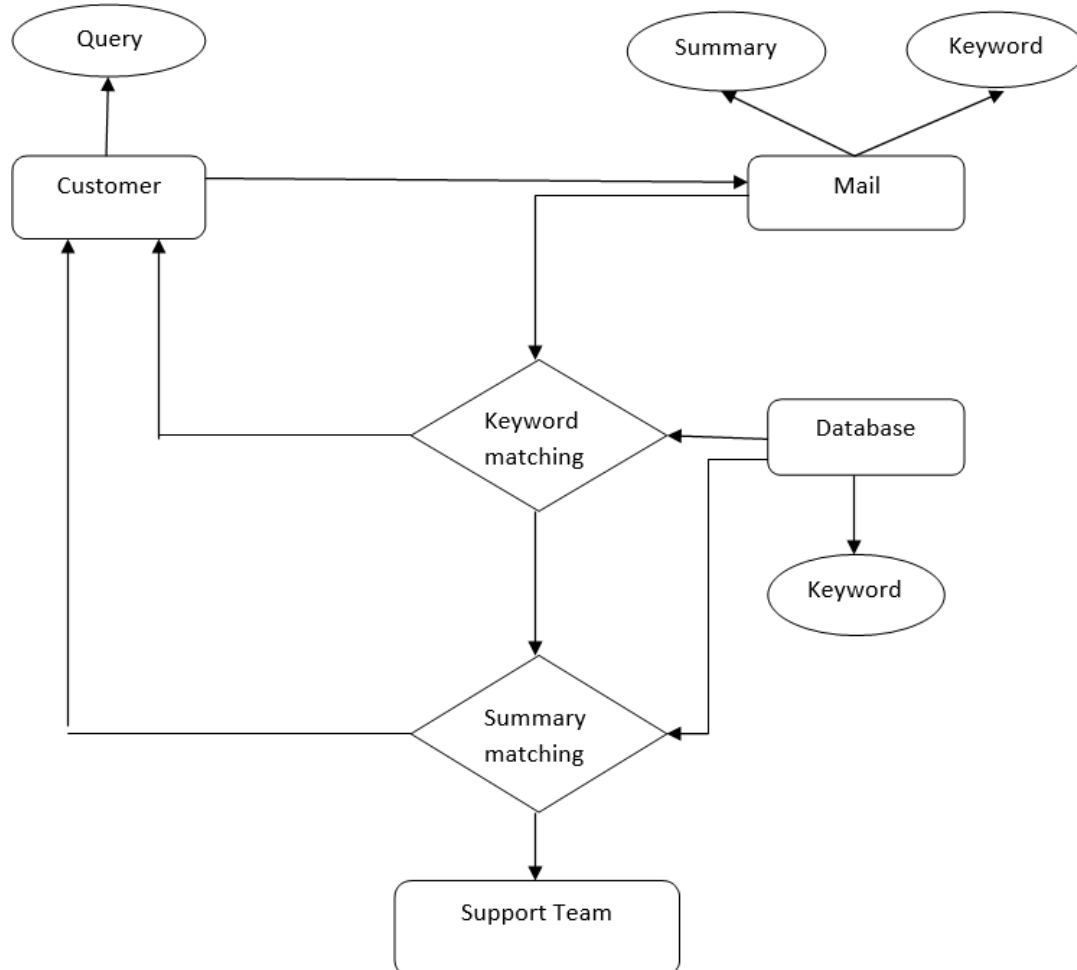 Query
Summary
Keyword
Customer
Mail
Keyword
matching
Database
Keyword
Summary
matching
Support Team